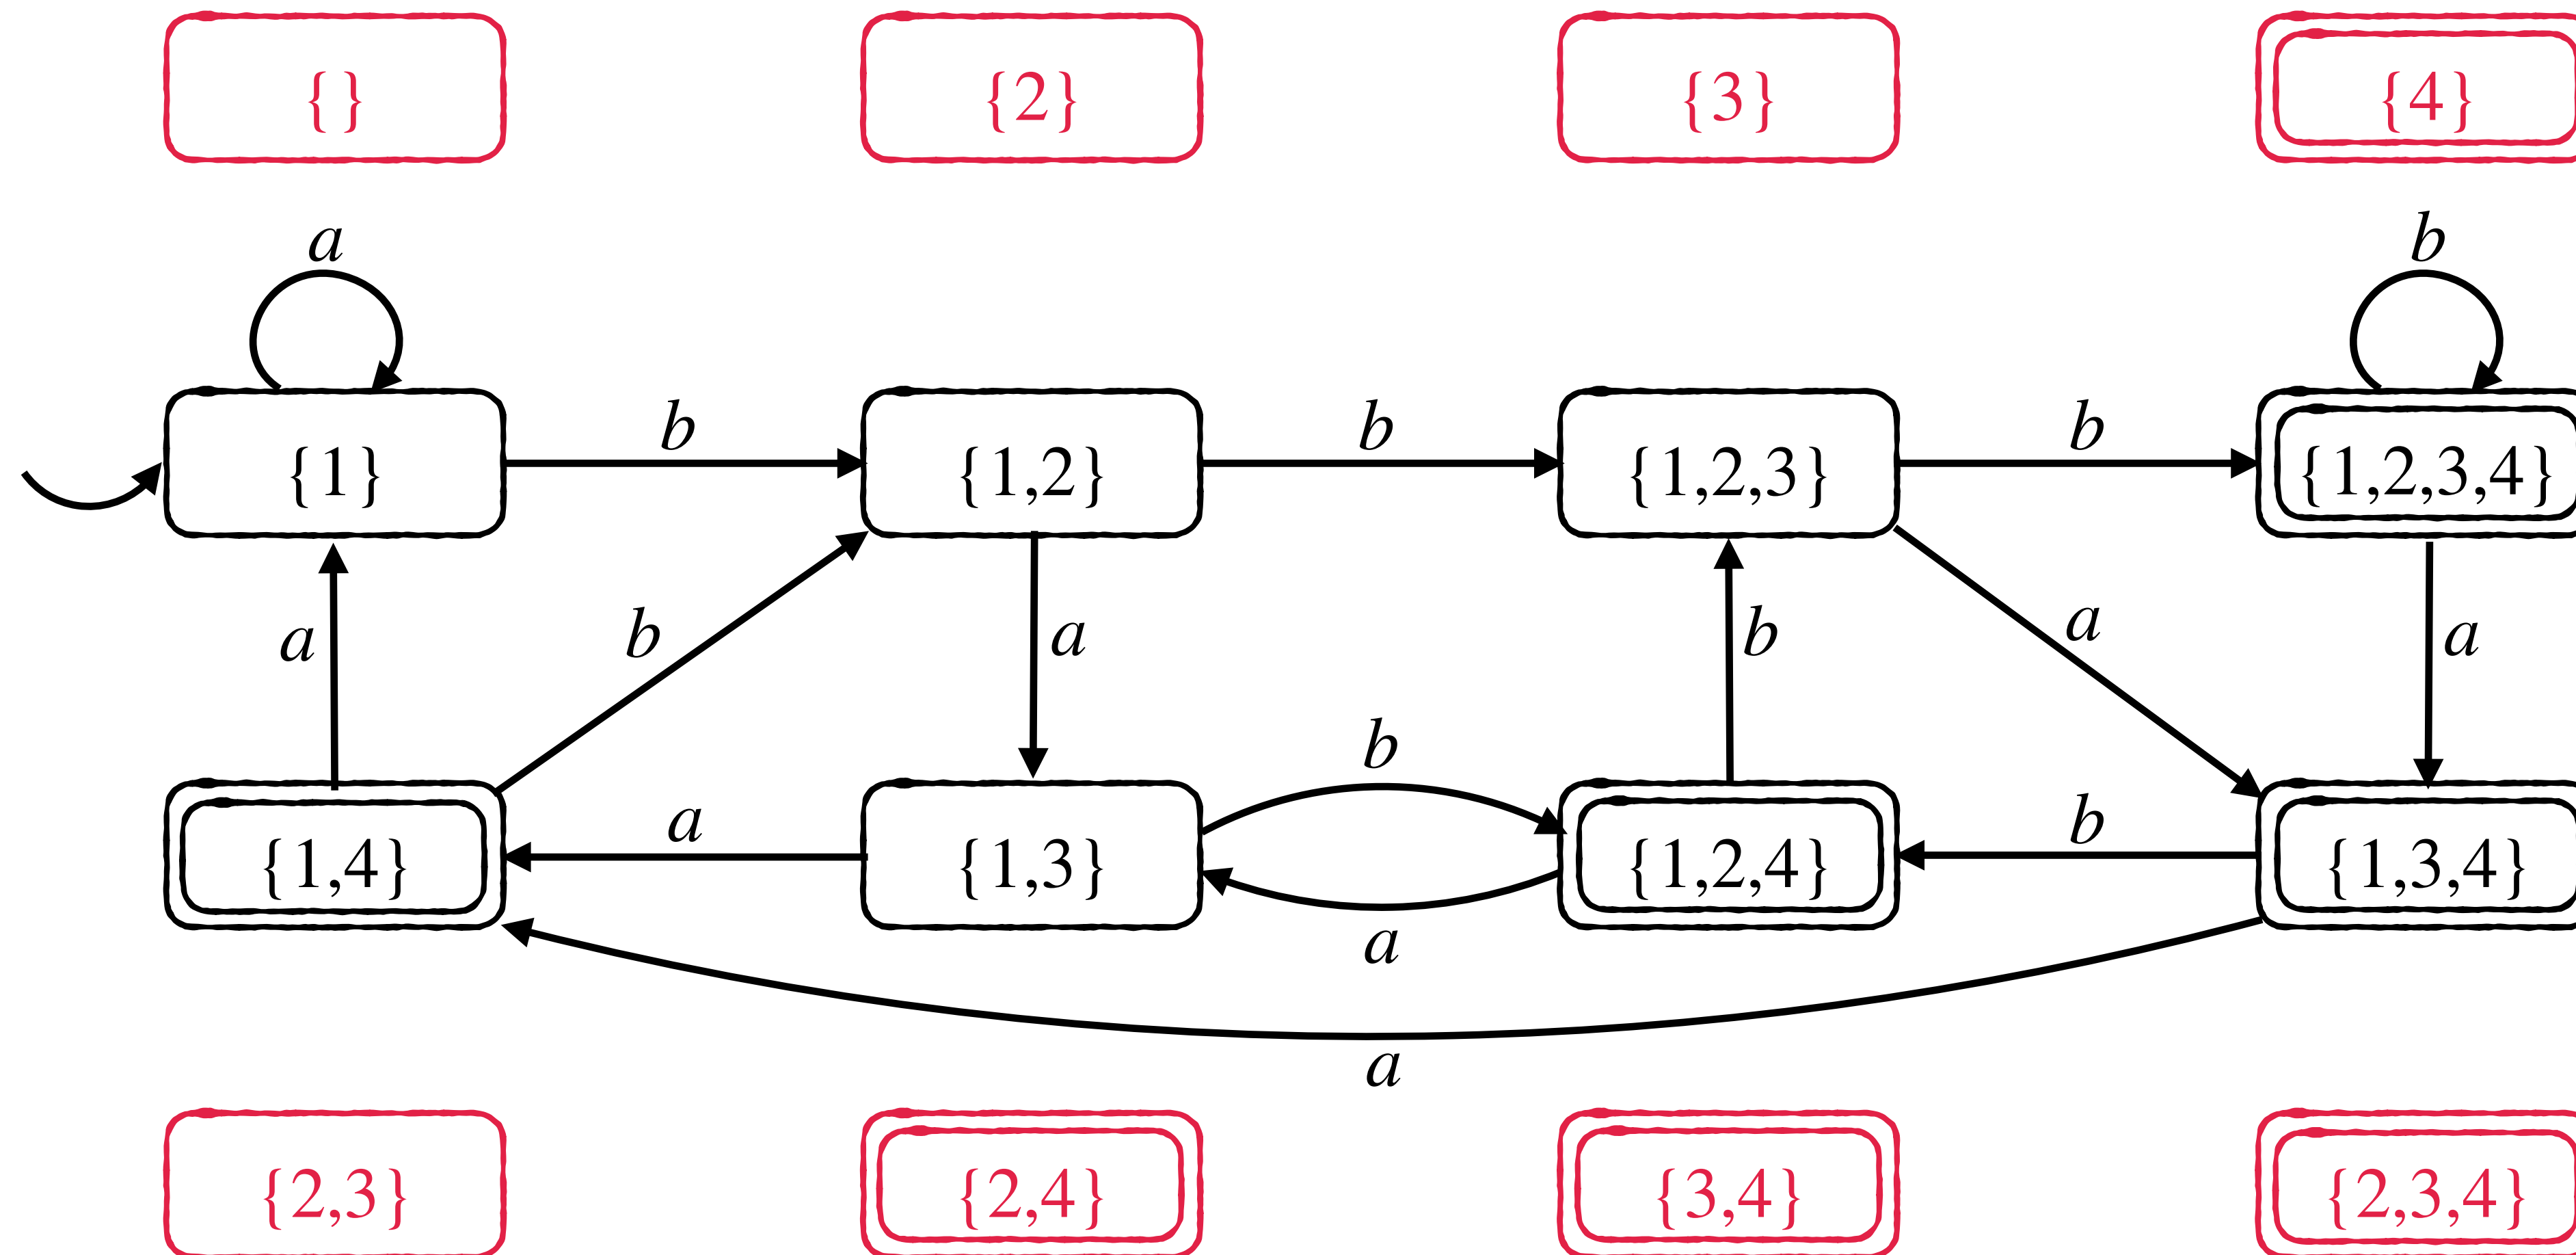 {} {2} {3} {4}
a b
b b b
{1} {1,2} {1,2,3} {1,2,3,4}
a b a b a a
b
a b
{1,4} {1,3} {1,2,4} {1,3,4}
a
a
{2,3} {2,4} {3,4} {2,3,4}